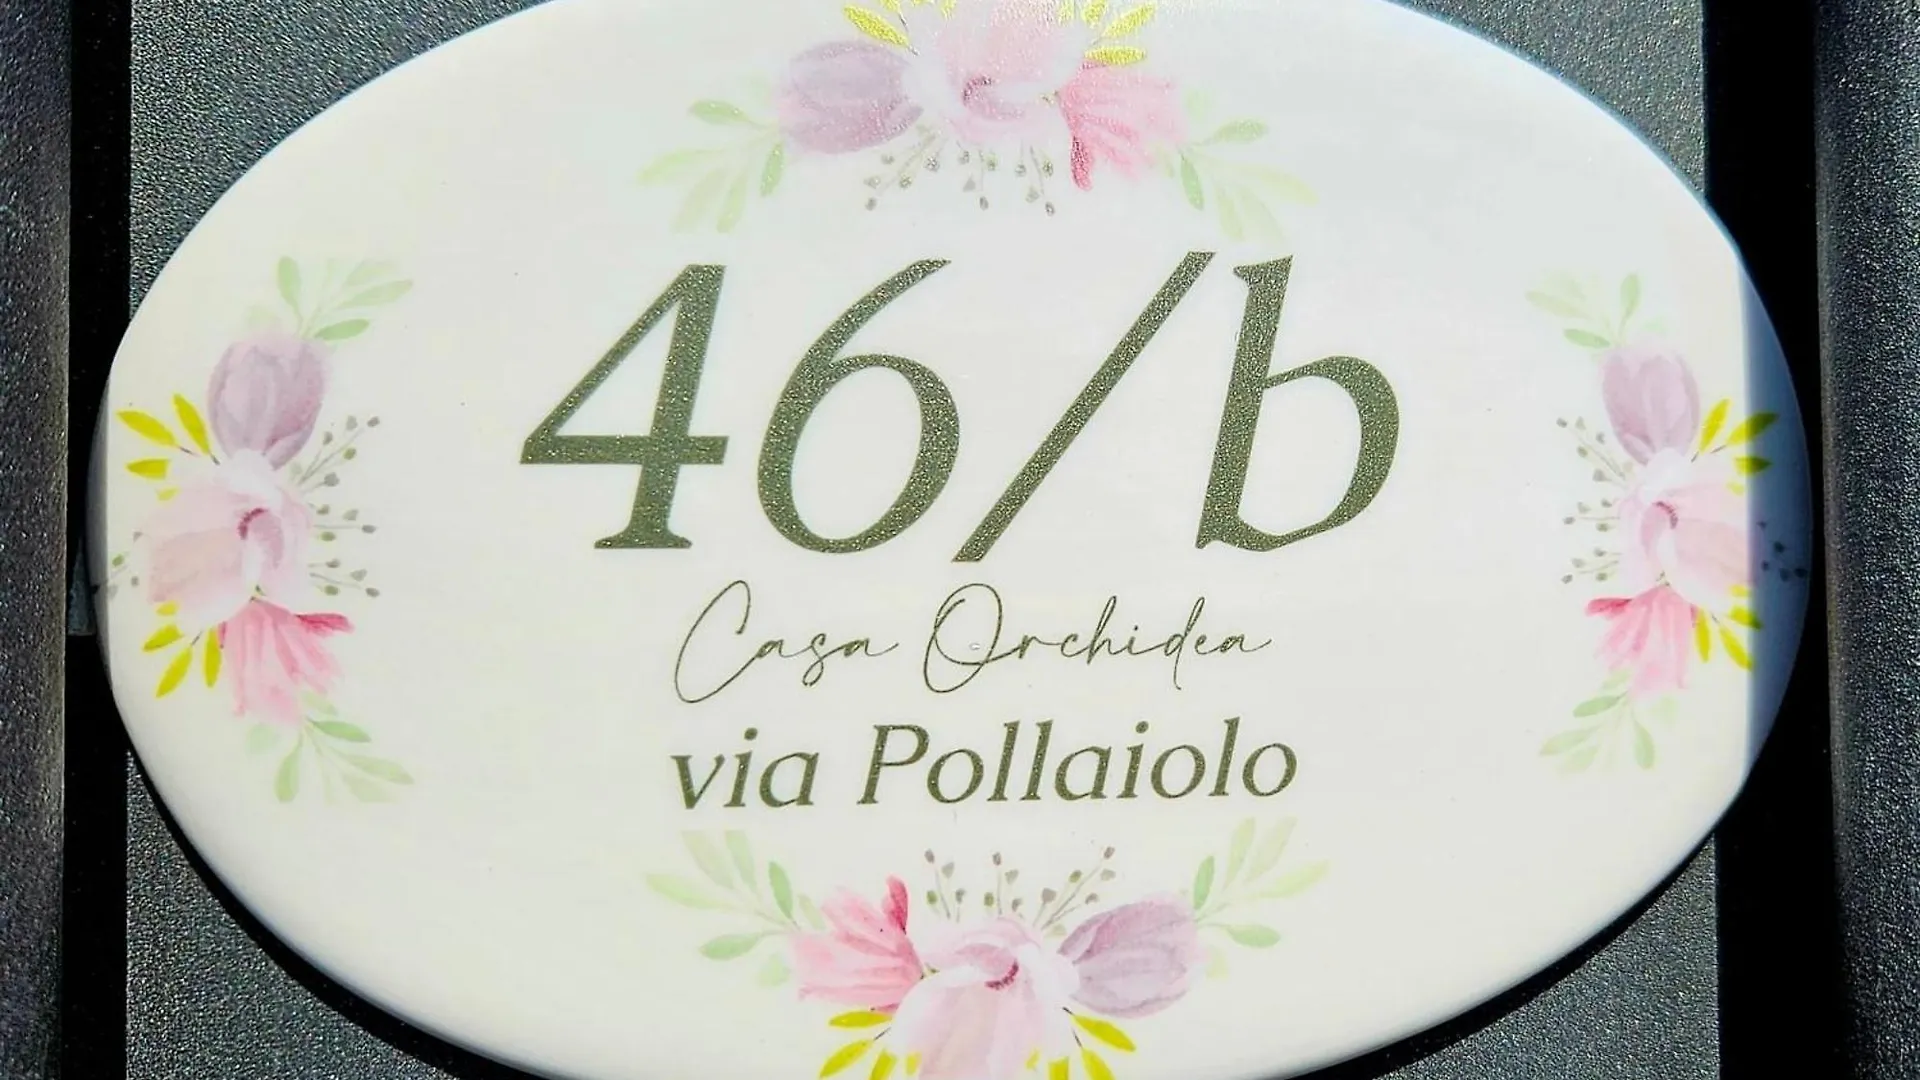 46/b
Casa Orchidea
via Pollaiolo